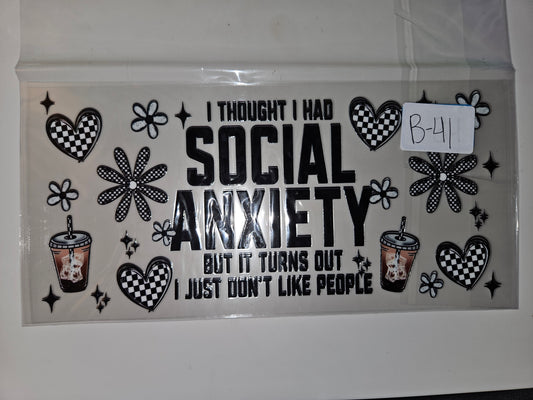 I THOUGHT I HAD
SOCIAL
ANXIETY
BUT IT TURNS OUT
I JUST DON'T LIKE PEOPLE
B-41